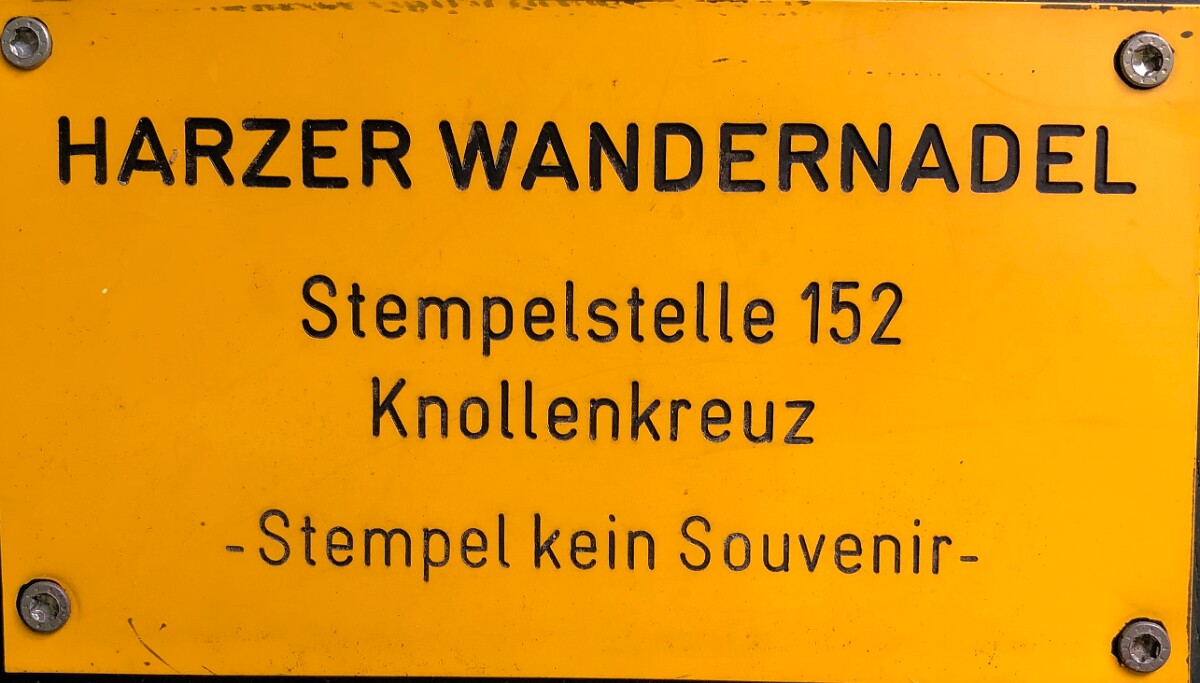 HARZER WANDERNADEL
Stempelstelle 152
Knollenkreuz
-Stempel kein Souvenir-